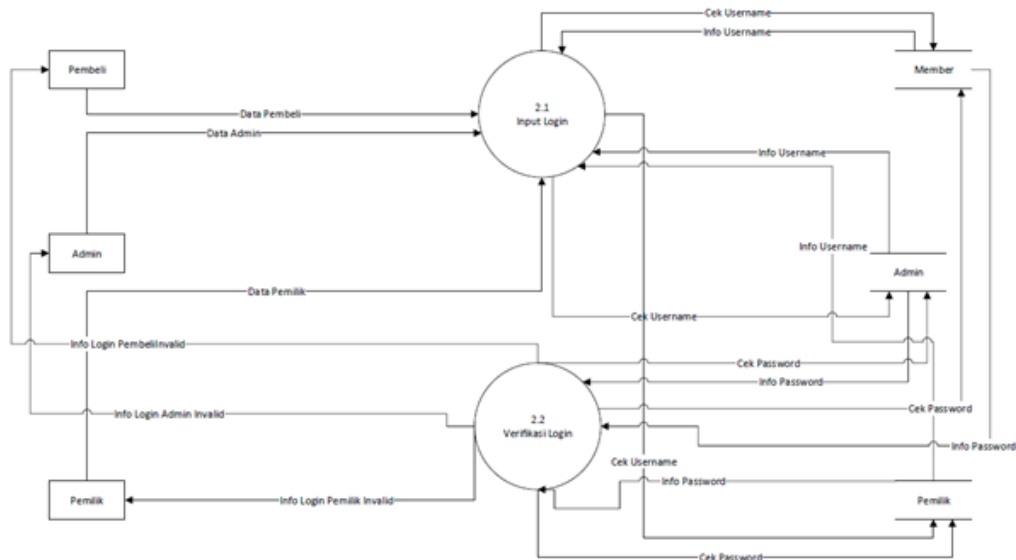 Cek Username
Info Username
Pembeli
Member
2.1
Input Login
Data Pembeli
Data Admin
Info Username
Info Username
Admin
Admin
Data Pemilik
Cek Username
Info Login PembeliInvalid
Cek Password
Info Password
Info Login Admin Invalid
Cek Password
2.2
Verifikasi Login
Info Password
Cek Username
Info Password
Pemilik
Info Login Pemilik Invalid
Pemilik
Cek Password